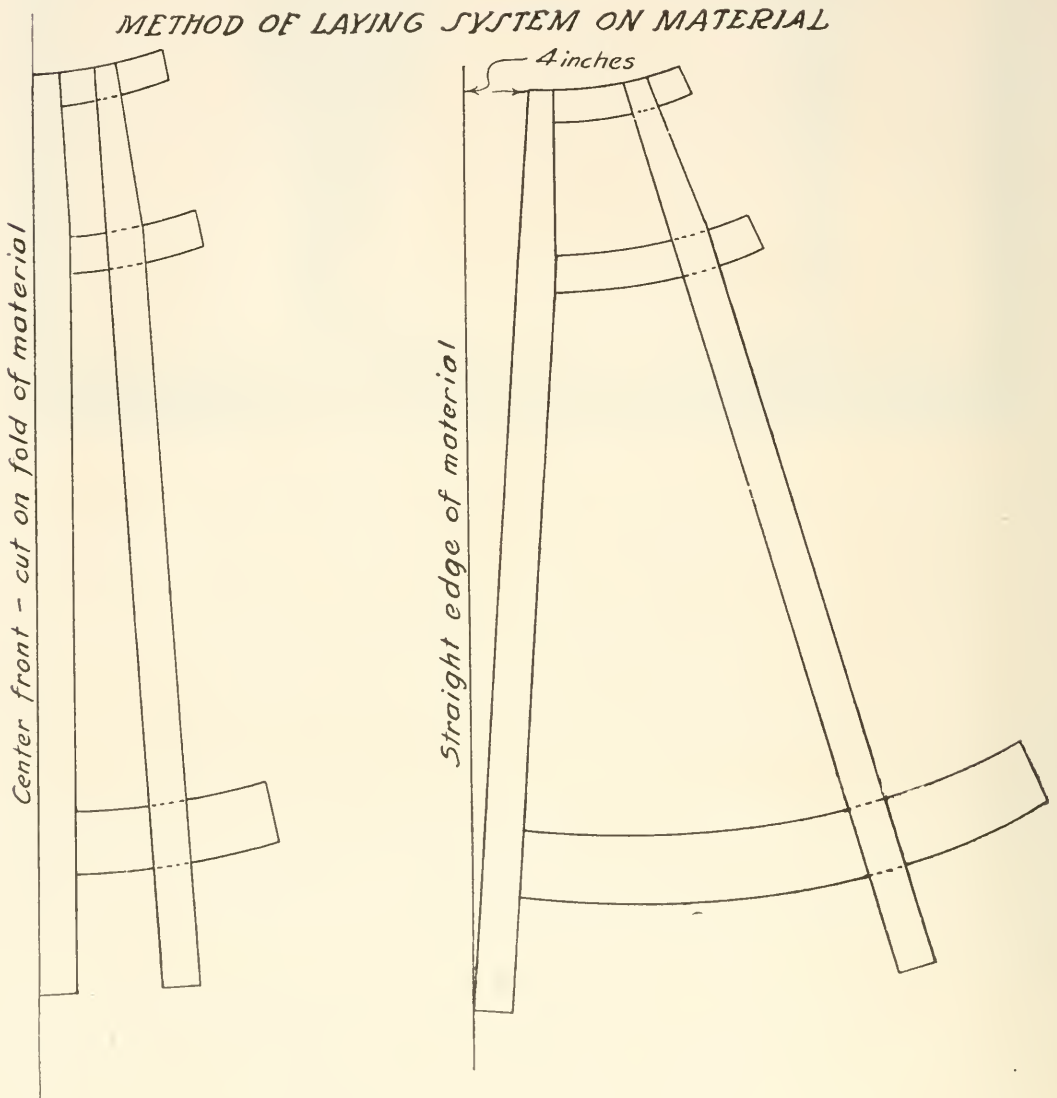 METHOD OF LAYING SYSTEM ON MATERIAL
4 inches
Center front - cut on fold of material
Straight edge of material